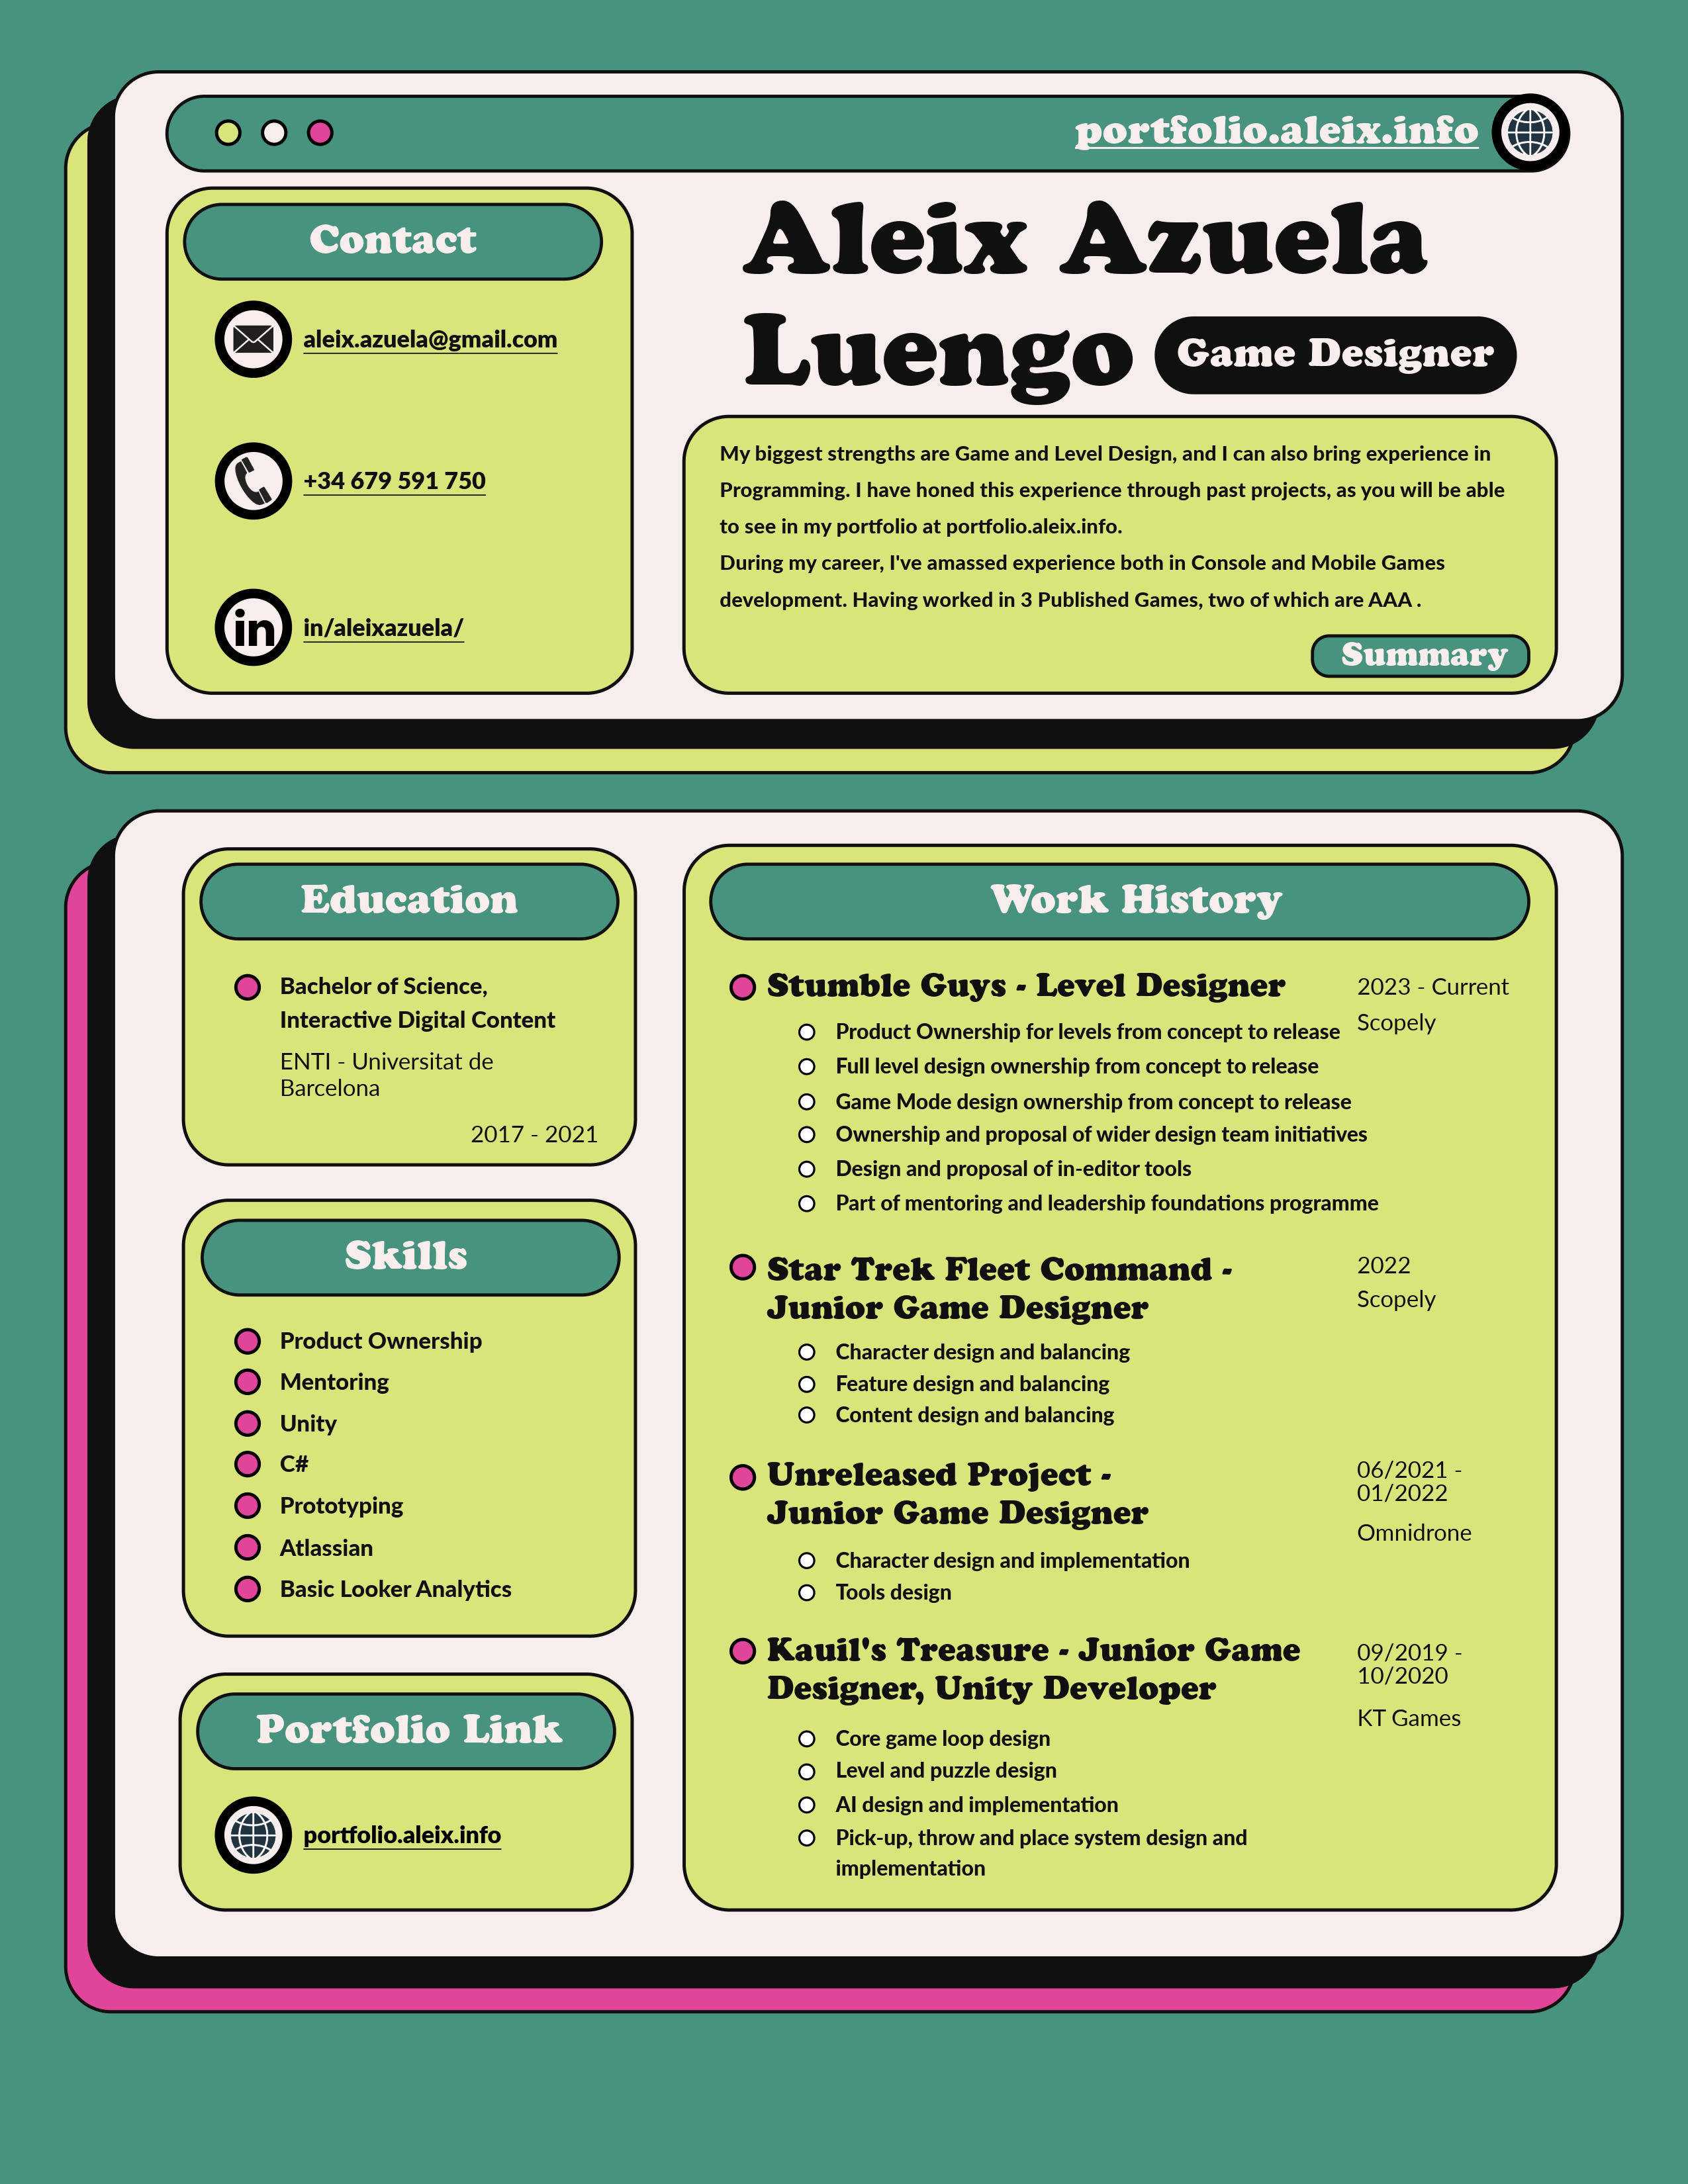 portfolio.aleix.info
Contact
aleix.azuela@gmail.com
+34 679 591 750
in
in/aleixazuela/
Aleix Azuela
Luengo
Game Designer
My biggest strengths are Game and Level Design, and I can also bring experience in
Programming. I have honed this experience through past projects, as you will be able
to see in my portfolio at portfolio.aleix.info.
During my career, I've amassed experience both in Console and Mobile Games
development. Having worked in 3 Published Games, two of which are AAA .
Summary
Education
Bachelor of Science,
Interactive Digital Content
ENTI - Universitat de
Barcelona
2017 - 2021
Skills
Product Ownership
Mentoring
Unity
C#
Prototyping
Atlassian
Basic Looker Analytics
Portfolio Link
portfolio.aleix.info
Work History
Stumble Guys - Level Designer
2023 - Current
Scopely
Product Ownership for levels from concept to release
Full level design ownership from concept to release
Game Mode design ownership from concept to release
Ownership and proposal of wider design team initiatives
Design and proposal of in-editor tools
Part of mentoring and leadership foundations programme
Star Trek Fleet Command -
Junior Game Designer
2022
Scopely
Character design and balancing
Feature design and balancing
Content design and balancing
Unreleased Project -
Junior Game Designer
06/2021 -
01/2022
Omnidrone
Character design and implementation
Tools design
Kauil's Treasure - Junior Game
Designer, Unity Developer
09/2019 -
10/2020
KT Games
Core game loop design
Level and puzzle design
AI design and implementation
Pick-up, throw and place system design and
implementation